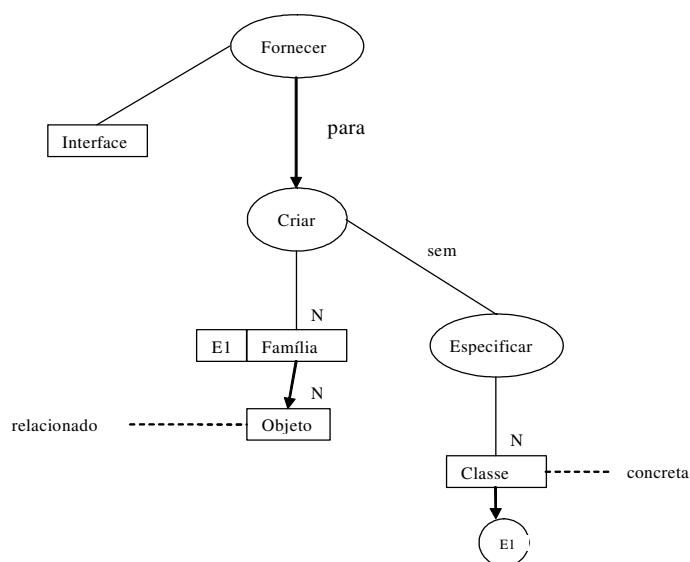 Fornecer
Interface
para
Criar
sem
N
E1 Família
Especificar
N
relacionado
Objeto
N
Classe
concreta
E1